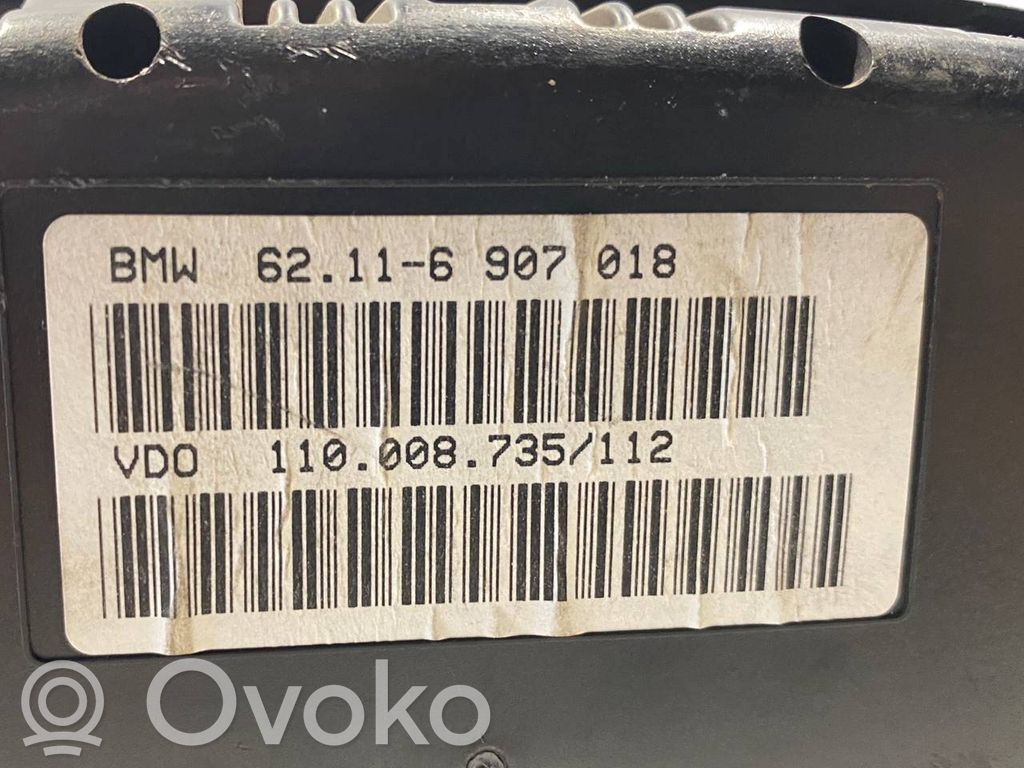 BMW 62.11-6 907 018
VDO 110.008.735/112
Ovoko